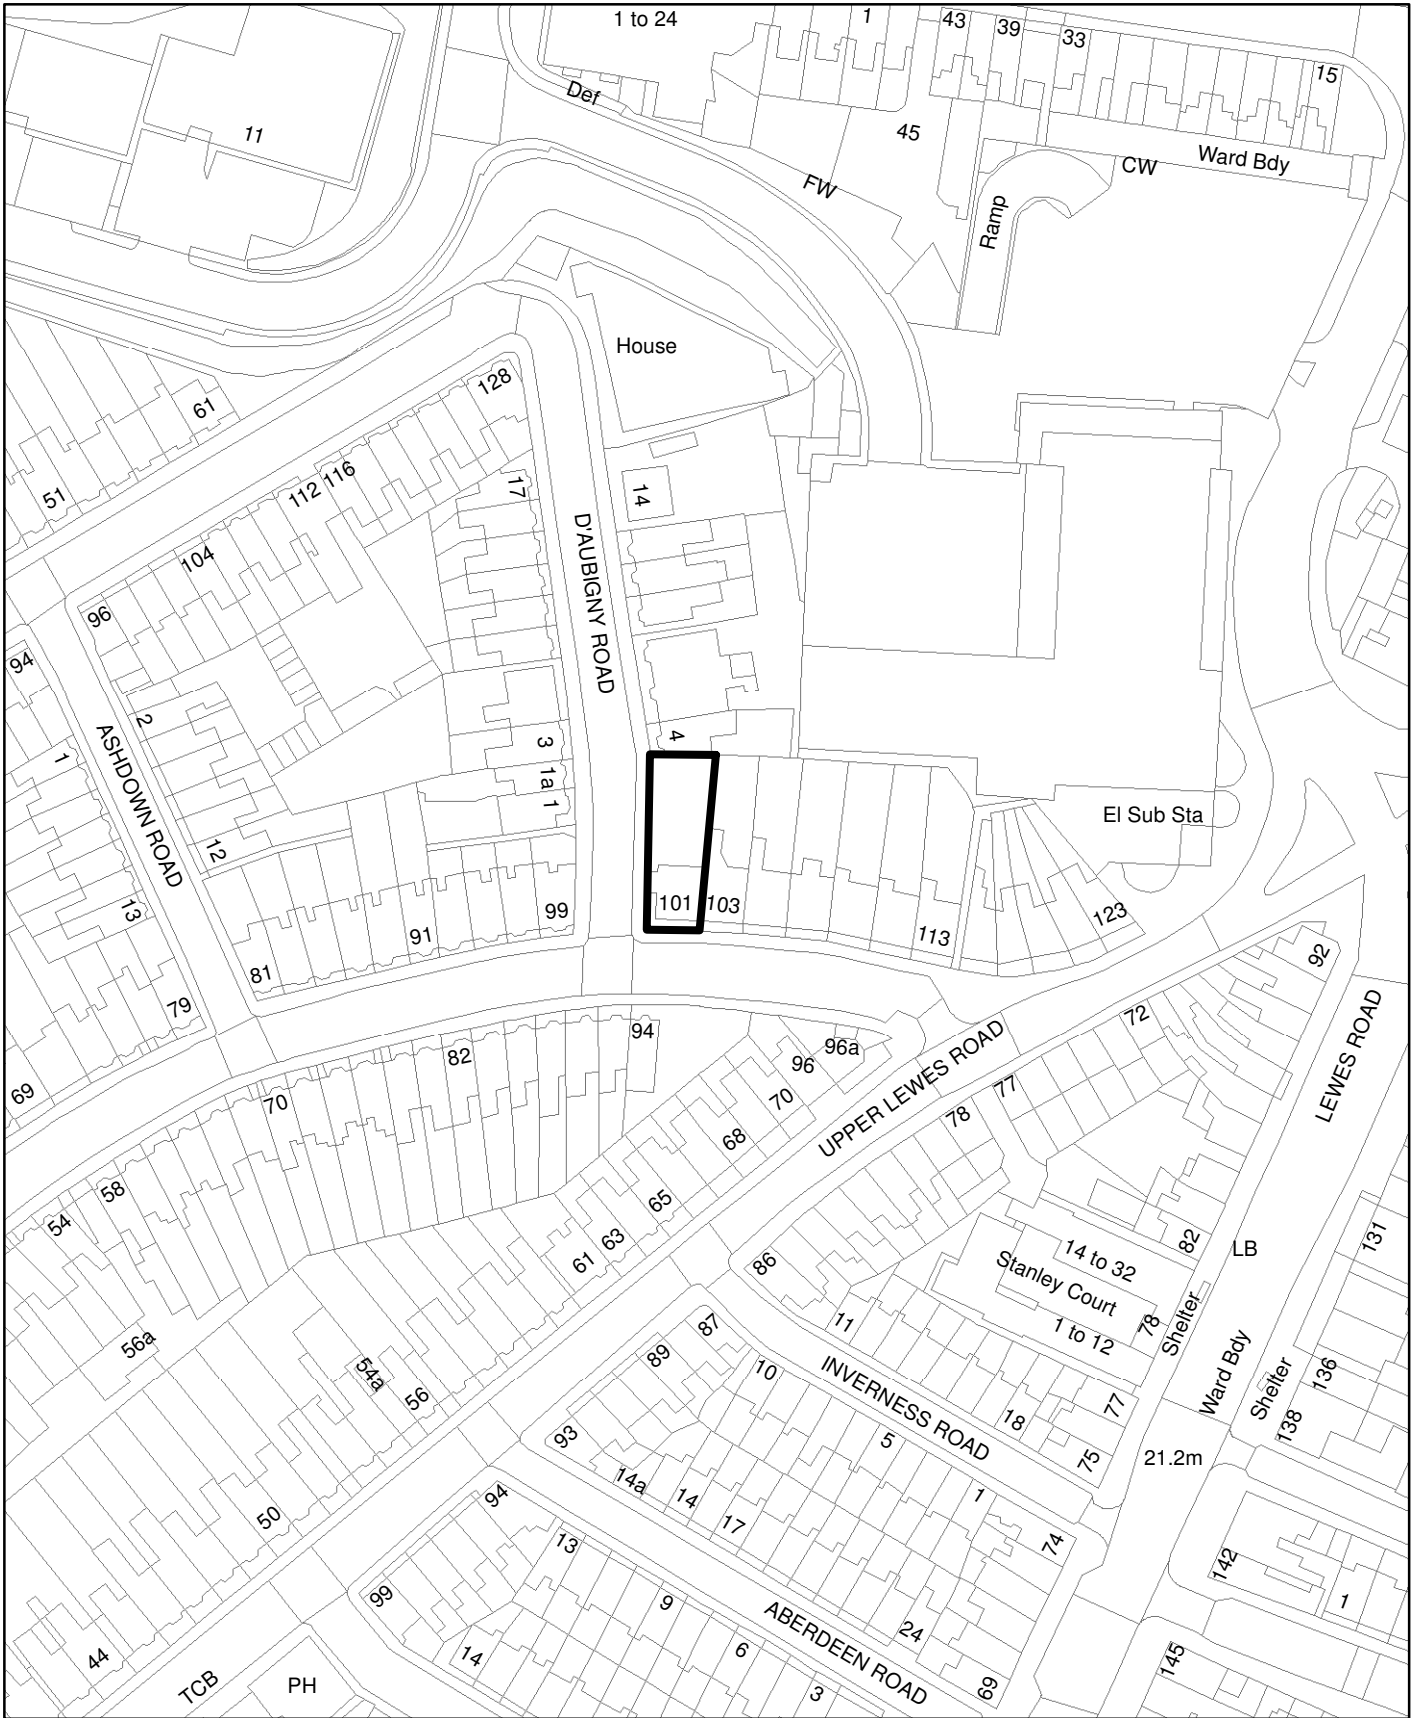 1 to 24
1
43
39
33
15
Def
11
45
FW
CW
Ward Bdy
Ramp
House
128
61
116
112
17
51
14
104
D'AUBIGNY ROAD
96
94
2
1
ASHDOWN ROAD
4
3
1a
1
El Sub Sta
12
13
101
103
99
91
113
123
81
92
79
94
82
96
96a
UPPER LEWES ROAD
72
LEWES ROAD
69
70
77
70
78
68
58
65
54
63
61
86
14 to 32
Stanley Court
1 to 12
78
82
LB
131
Shelter
11
56a
87
89
54a
56
10
INVERNESS ROAD
18
77
75
Ward Bdy
Shelter
136
138
93
5
21.2m
14a
14
17
1
74
94
50
13
142
1
99
9
ABERDEEN ROAD
24
44
14
6
145
TCB
PH
3
69